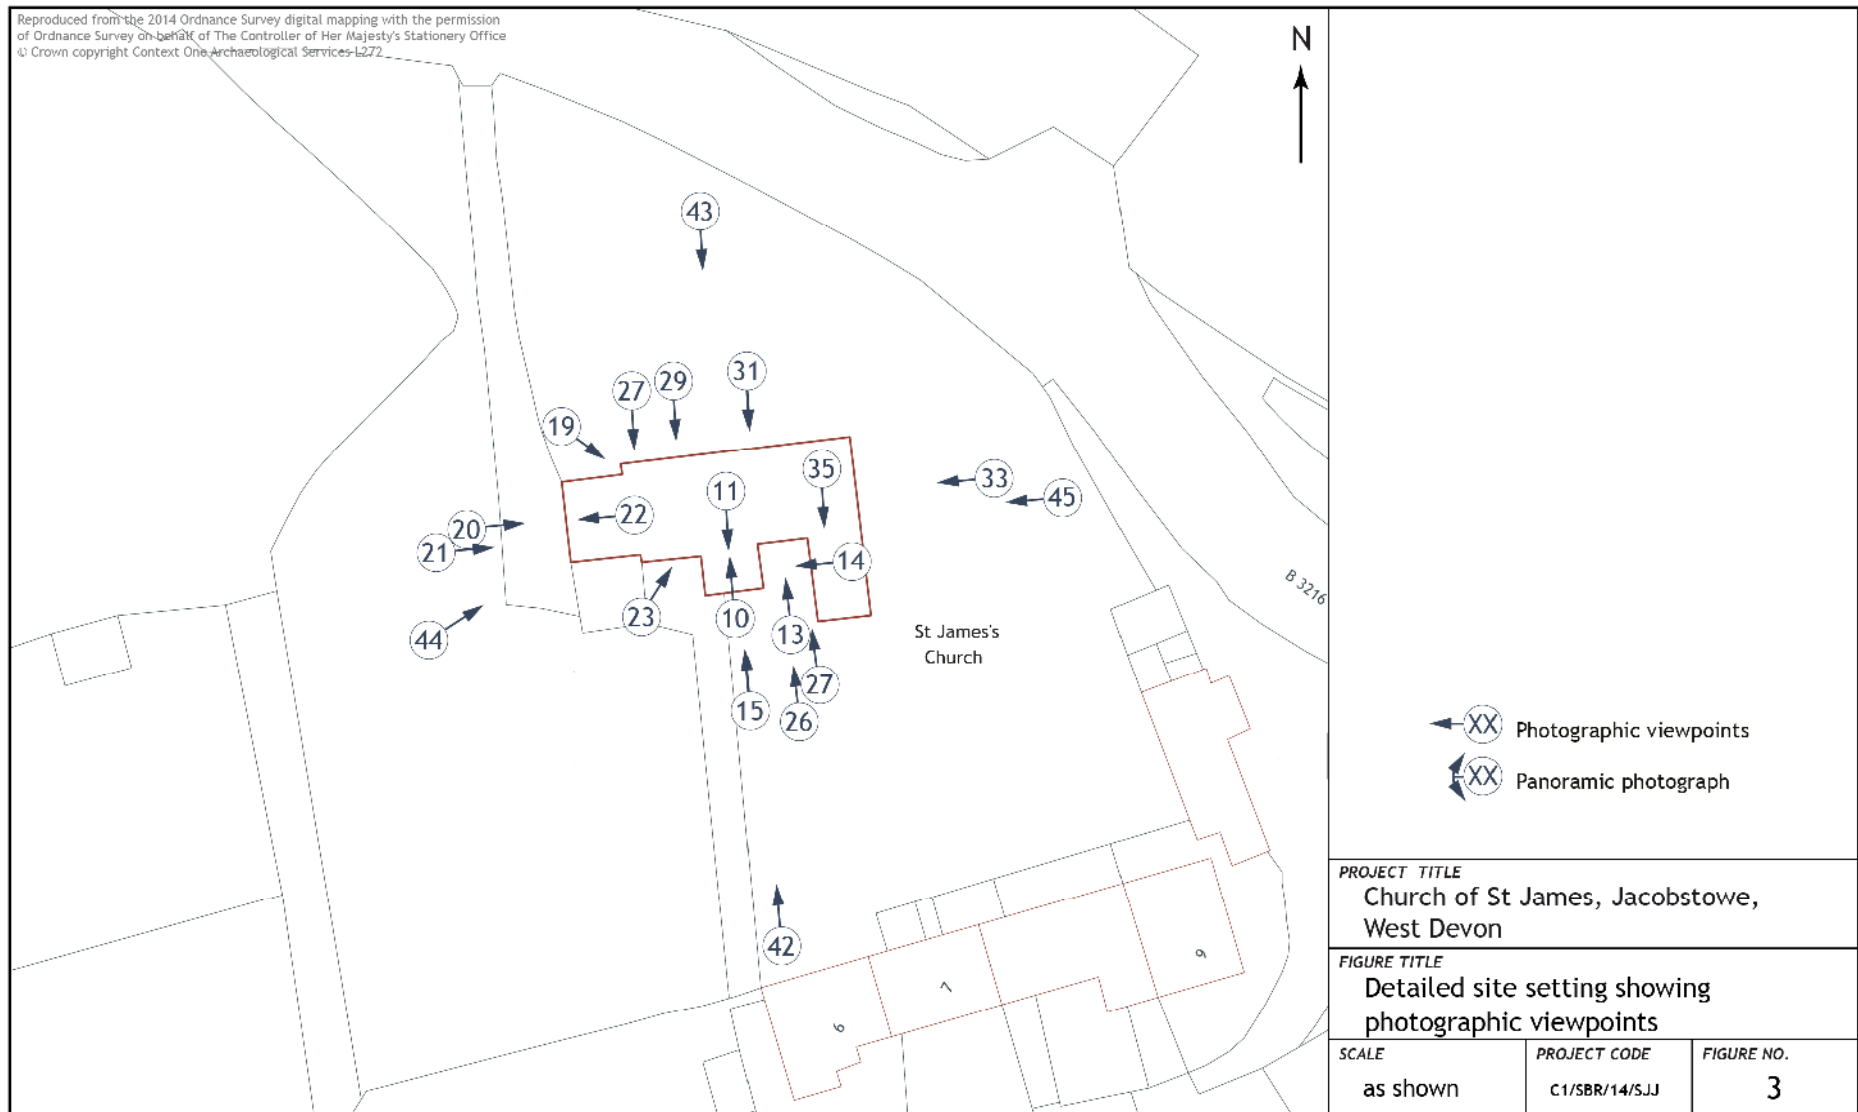 Reproduced from the 2014 Ordnance Survey digital mapping with the permission
of Ordnance Survey on behalf of The Controller of Her Majesty's Stationery Office
© Crown copyright Context One Archaeological Services L272
N
43
31
29
27
19
35
33
11
45
22
20
21
14
B 3216
23
10
44
13
St James's
Church
27
15
26
XX Photographic viewpoints
XX Panoramic photograph
42
9
7
6
PROJECT TITLE
Church of St James, Jacobstowe,
West Devon
FIGURE TITLE
Detailed site setting showing
photographic viewpoints
SCALE
as shown
PROJECT CODE
C1/SBR/14/SJJ
FIGURE NO.
3